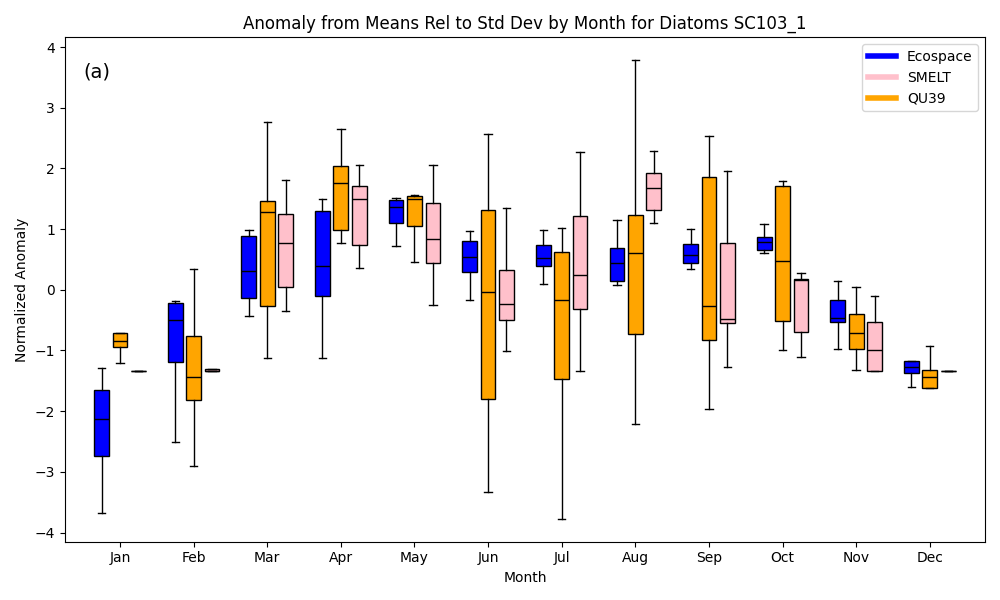 Anomaly from Means Rel to Std Dev by Month for Diatoms SC103_1
(a)
Ecospace
SMELT
QU39
Normalized Anomaly
4
3
2
1
0
−1
−2
−3
−4
Jan Feb Mar Apr May Jun Jul Aug Sep Oct Nov Dec
Month